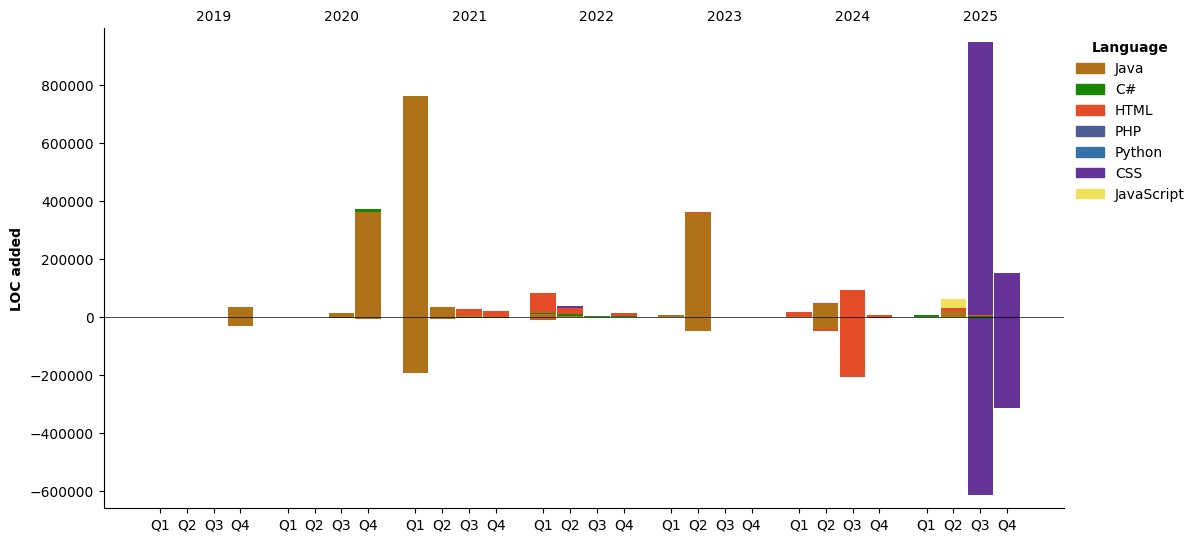 2019 2020 2021 2022 2023 2024 2025
Language
Java
C#
HTML
PHP
Python
CSS
JavaScript
LOC added
800000
600000
400000
200000
0
−200000
−400000
−600000
Q1 Q2 Q3 Q4 Q1 Q2 Q3 Q4 Q1 Q2 Q3 Q4 Q1 Q2 Q3 Q4 Q1 Q2 Q3 Q4 Q1 Q2 Q3 Q4 Q1 Q2 Q3 Q4